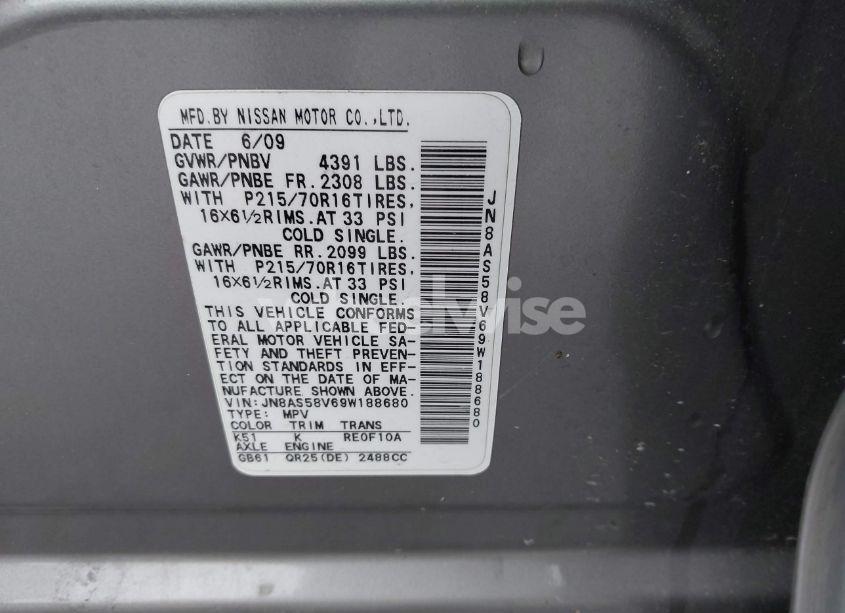 MFD.BY NISSAN MOTOR CO.,LTD.
DATE 6/09
GVWR/PNBV 4391 LBS.
GAWR/PNBE FR.2308 LBS.
WITH P215/70R16TIRES,
16X6½RIMS.AT 33 PSI
COLD SINGLE.
GAWR/PNBE RR.2099 LBS.
WITH P215/70R16TIRES,
16X6½RIMS.AT 33 PSI
COLD SINGLE.
THIS VEHICLE CONFORMS
TO ALL APPLICABLE FED-
ERAL MOTOR VEHICLE SA-
FETY AND THEFT PREVEN-
TION STANDARDS IN EFF-
ECT ON THE DATE OF MA-
NUFACTURE SHOWN ABOVE.
VIN:JN8AS58V69W188680
TYPE: MPV
COLOR TRIM TRANS
K51 K RE0F10A
AXLE ENGINE
GB61 QR25(DE) 2488CC
JN8AS58V69W188680